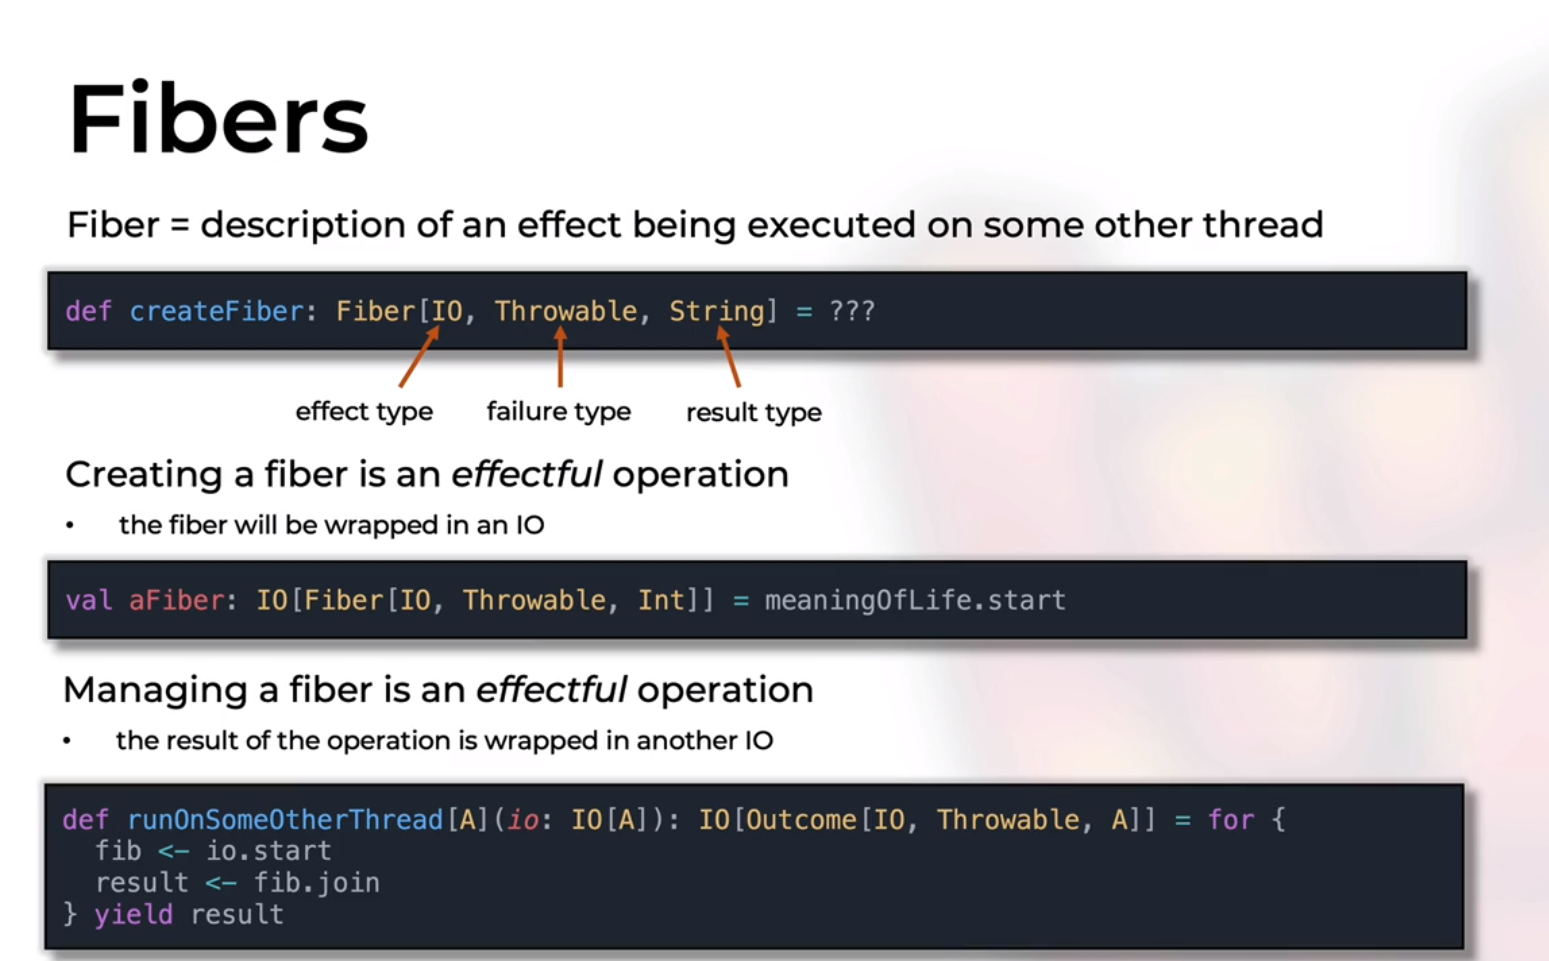 Fibers
Fiber = description of an effect being executed on some other thread
def createFiber: Fiber[IO, Throwable, String] = ???
effect type failure type result type
Creating a fiber is an effectful operation
• the fiber will be wrapped in an IO
val aFiber: IO[Fiber[IO, Throwable, Int]] = meaningOfLife.start
Managing a fiber is an effectful operation
• the result of the operation is wrapped in another IO
def runOnSomeOtherThread[A](io: IO[A]): IO[Outcome[IO, Throwable, A]] = for {
  fib <- io.start
  result <- fib.join
} yield result